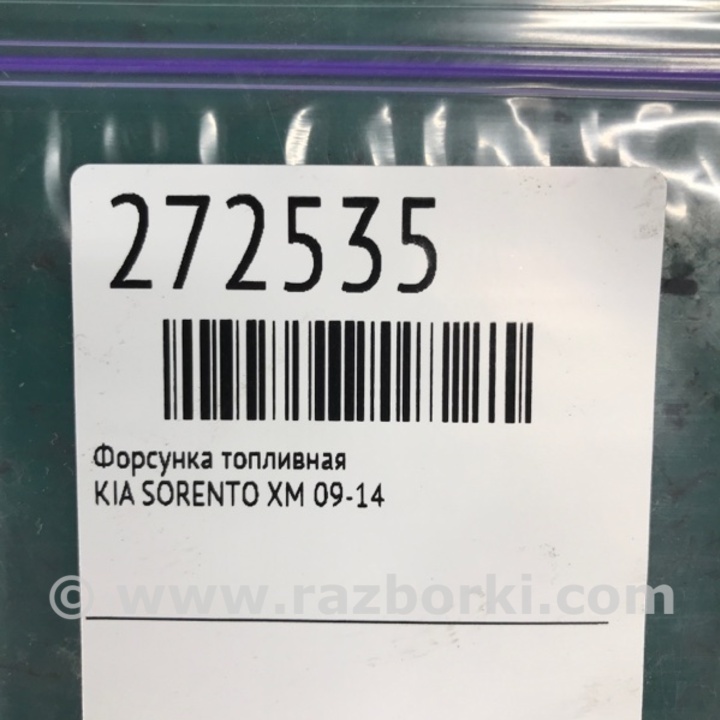 272535
Форсунка топливная
KIA SORENTO XM 09-14
© www.razborki.com